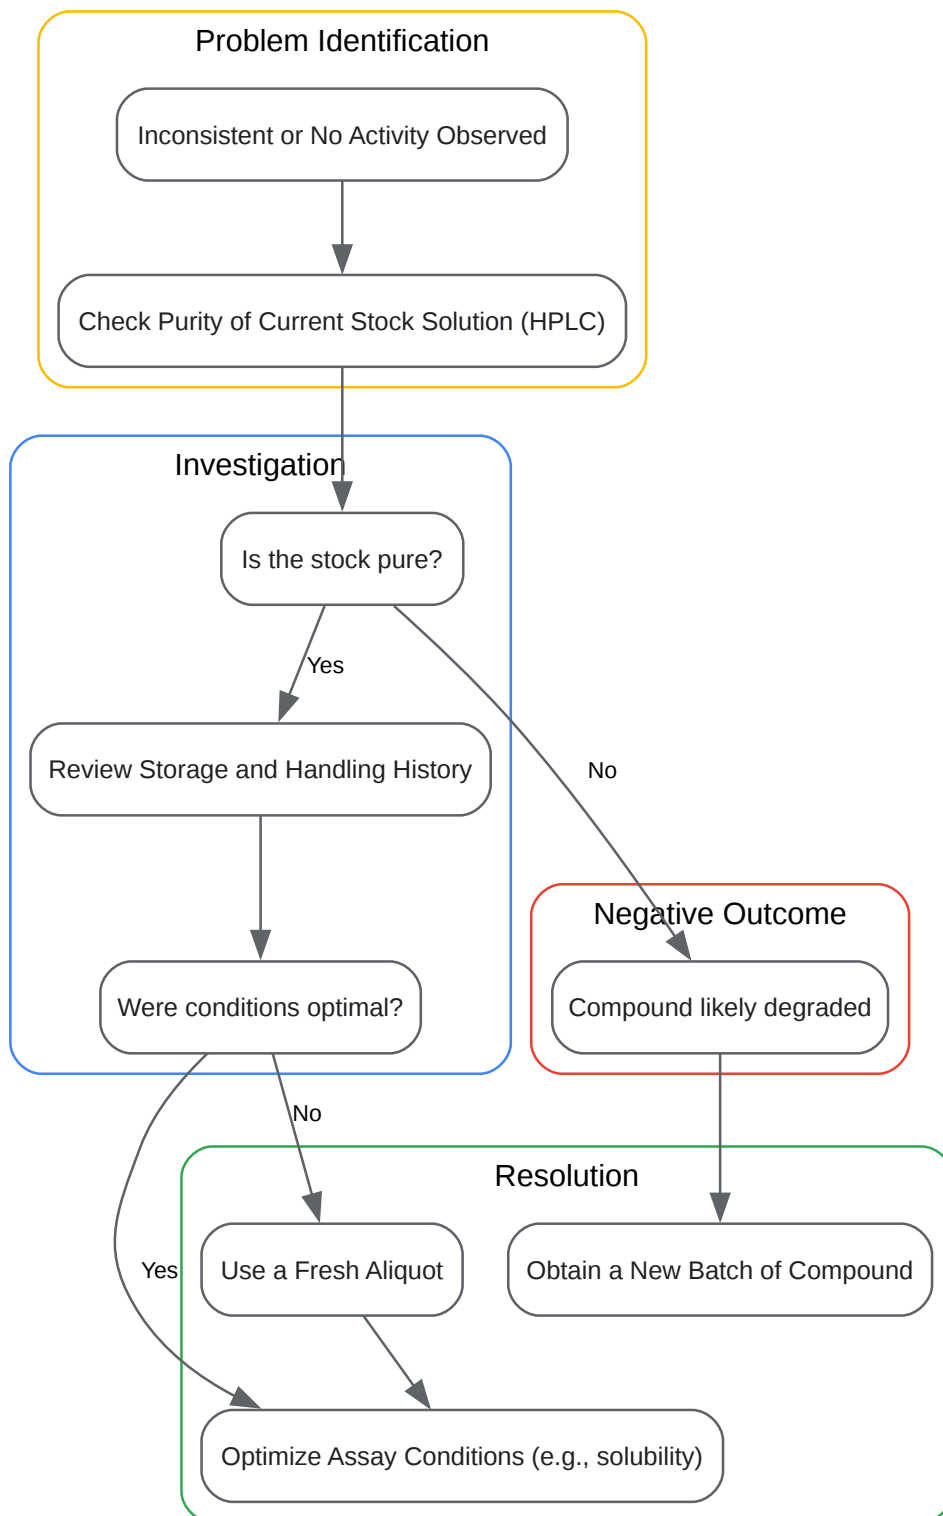 Problem Identification
Inconsistent or No Activity Observed
Check Purity of Current Stock Solution (HPLC)
Investigation
Is the stock pure?
Yes
Review Storage and Handling History
No
Negative Outcome
Were conditions optimal?
Compound likely degraded
No
Resolution
Yes
Use a Fresh Aliquot
Obtain a New Batch of Compound
Optimize Assay Conditions (e.g., solubility)